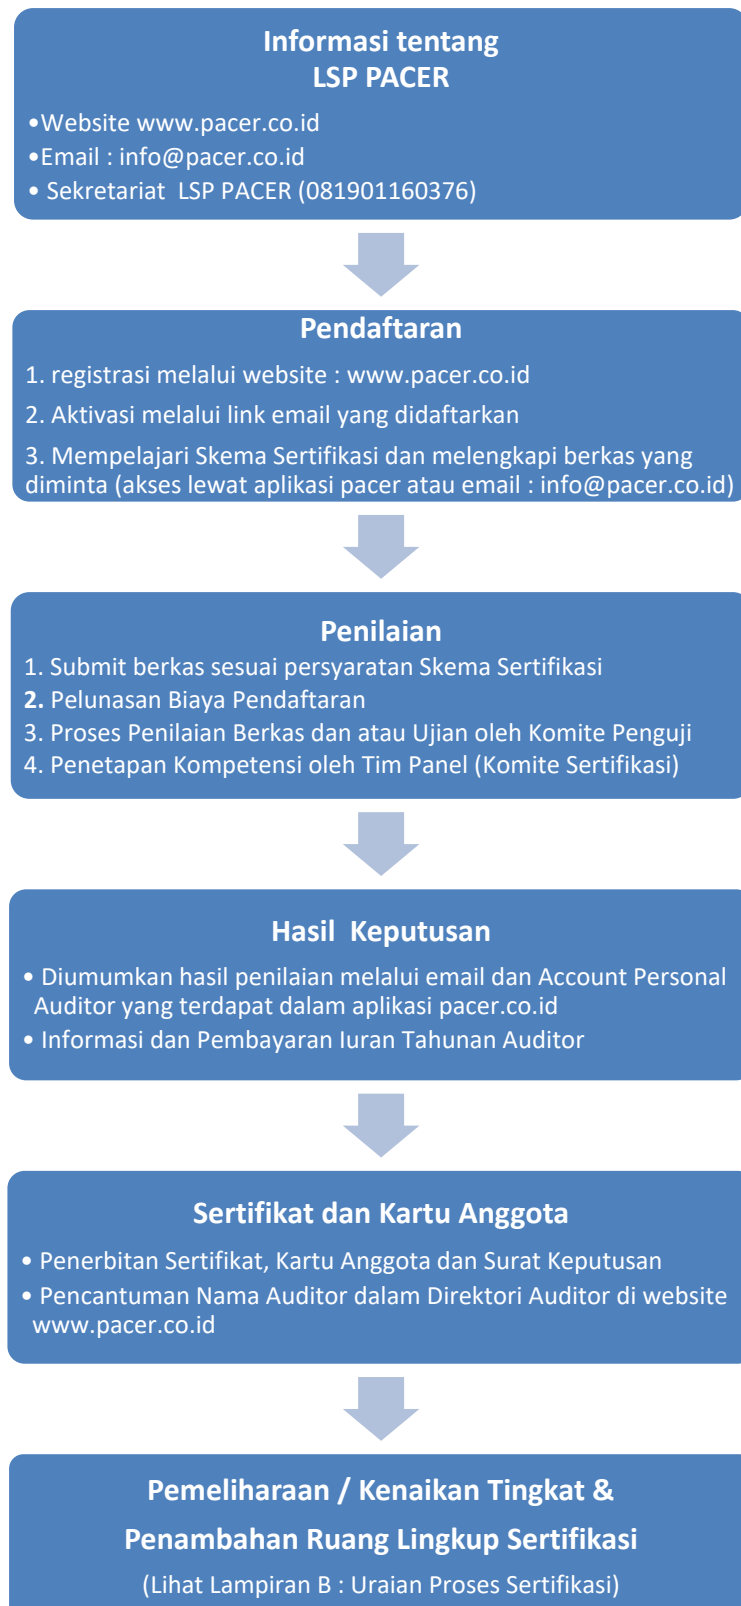 Informasi tentang
LSP PACER
•Website www.pacer.co.id
•Email : info@pacer.co.id
• Sekretariat LSP PACER (081901160376)
Pendaftaran
1. registrasi melalui website : www.pacer.co.id
2. Aktivasi melalui link email yang didaftarkan
3. Mempelajari Skema Sertifikasi dan melengkapi berkas yang
diminta (akses lewat aplikasi pacer atau email : info@pacer.co.id)
Penilaian
1. Submit berkas sesuai persyaratan Skema Sertifikasi
2. Pelunasan Biaya Pendaftaran
3. Proses Penilaian Berkas dan atau Ujian oleh Komite Penguji
4. Penetapan Kompetensi oleh Tim Panel (Komite Sertifikasi)
Hasil Keputusan
• Diumumkan hasil penilaian melalui email dan Account Personal
Auditor yang terdapat dalam aplikasi pacer.co.id
• Informasi dan Pembayaran Iuran Tahunan Auditor
Sertifikat dan Kartu Anggota
• Penerbitan Sertifikat, Kartu Anggota dan Surat Keputusan
• Pencantuman Nama Auditor dalam Direktori Auditor di website
www.pacer.co.id
Pemeliharaan / Kenaikan Tingkat &
Penambahan Ruang Lingkup Sertifikasi
(Lihat Lampiran B : Uraian Proses Sertifikasi)